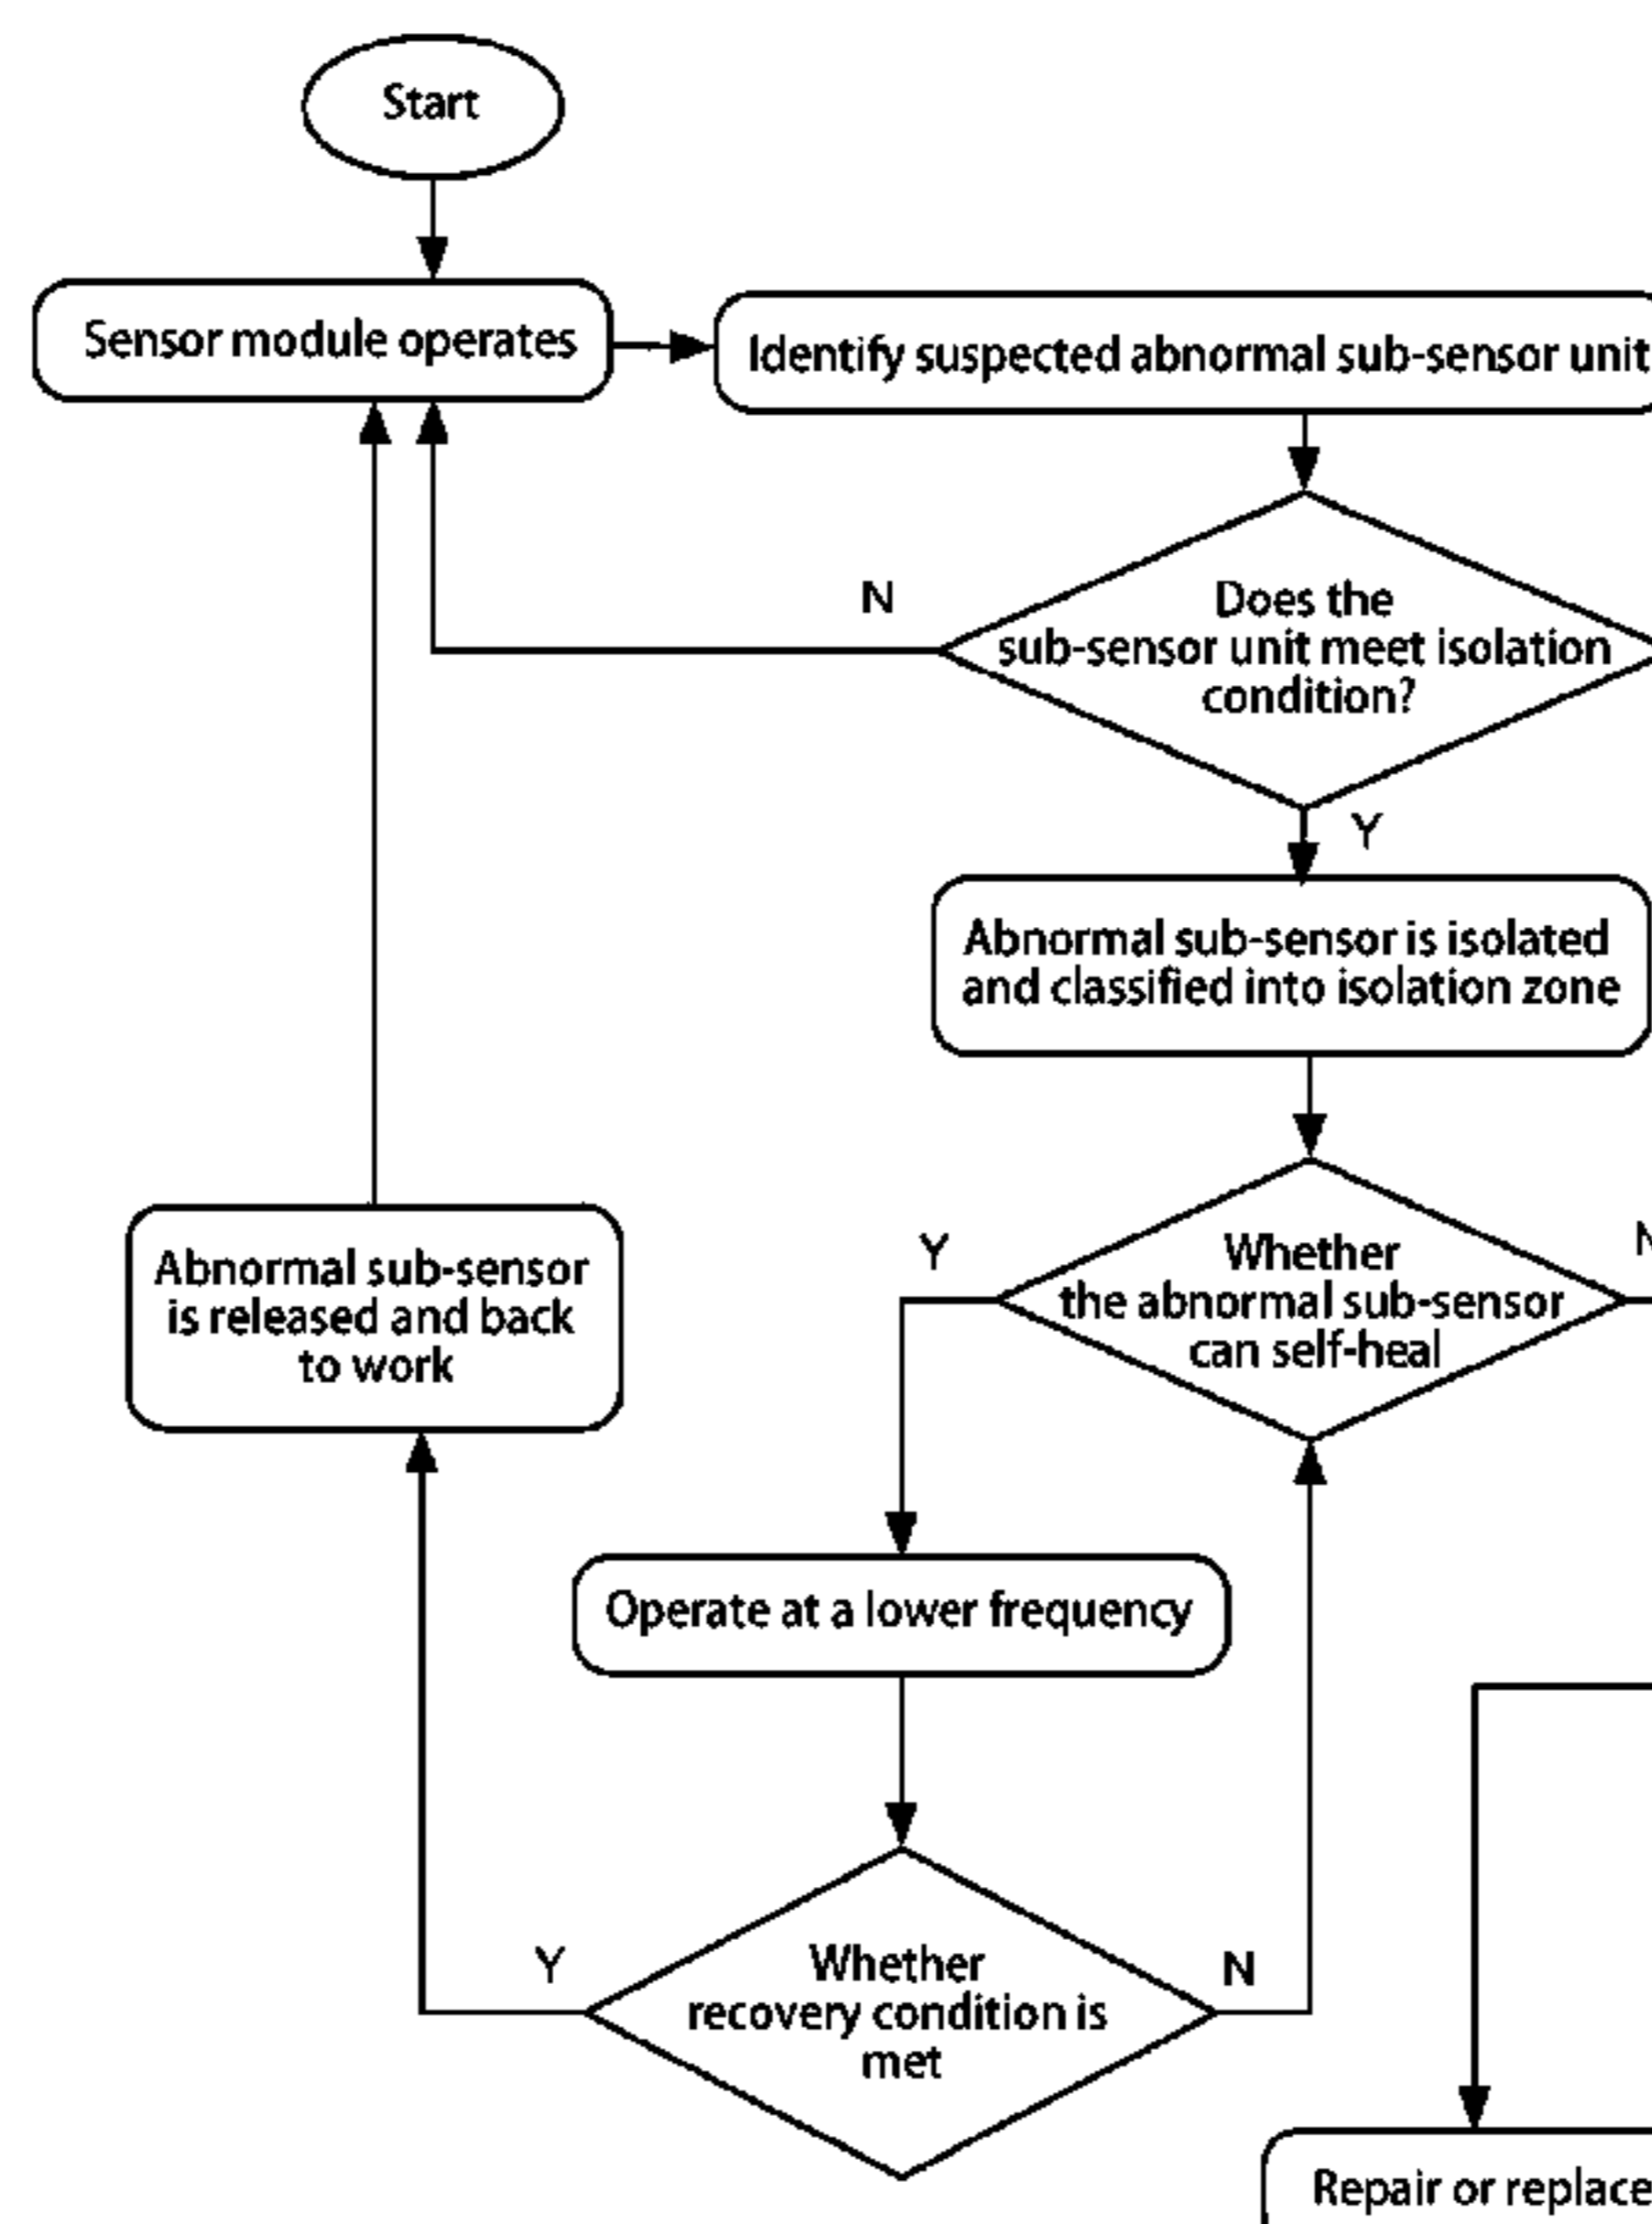 Start
Sensor module operates
Identify suspected abnormal sub-sensor unit
N
Does the
sub-sensor unit meet isolation
condition?
Y
Abnormal sub-sensor is isolated
and classified into isolation zone
Y
Whether
the abnormal sub-sensor
can self-heal
N
Abnormal sub-sensor
is released and back
to work
Operate at a lower frequency
Y
Whether
recovery condition is
met
N
Repair or replace